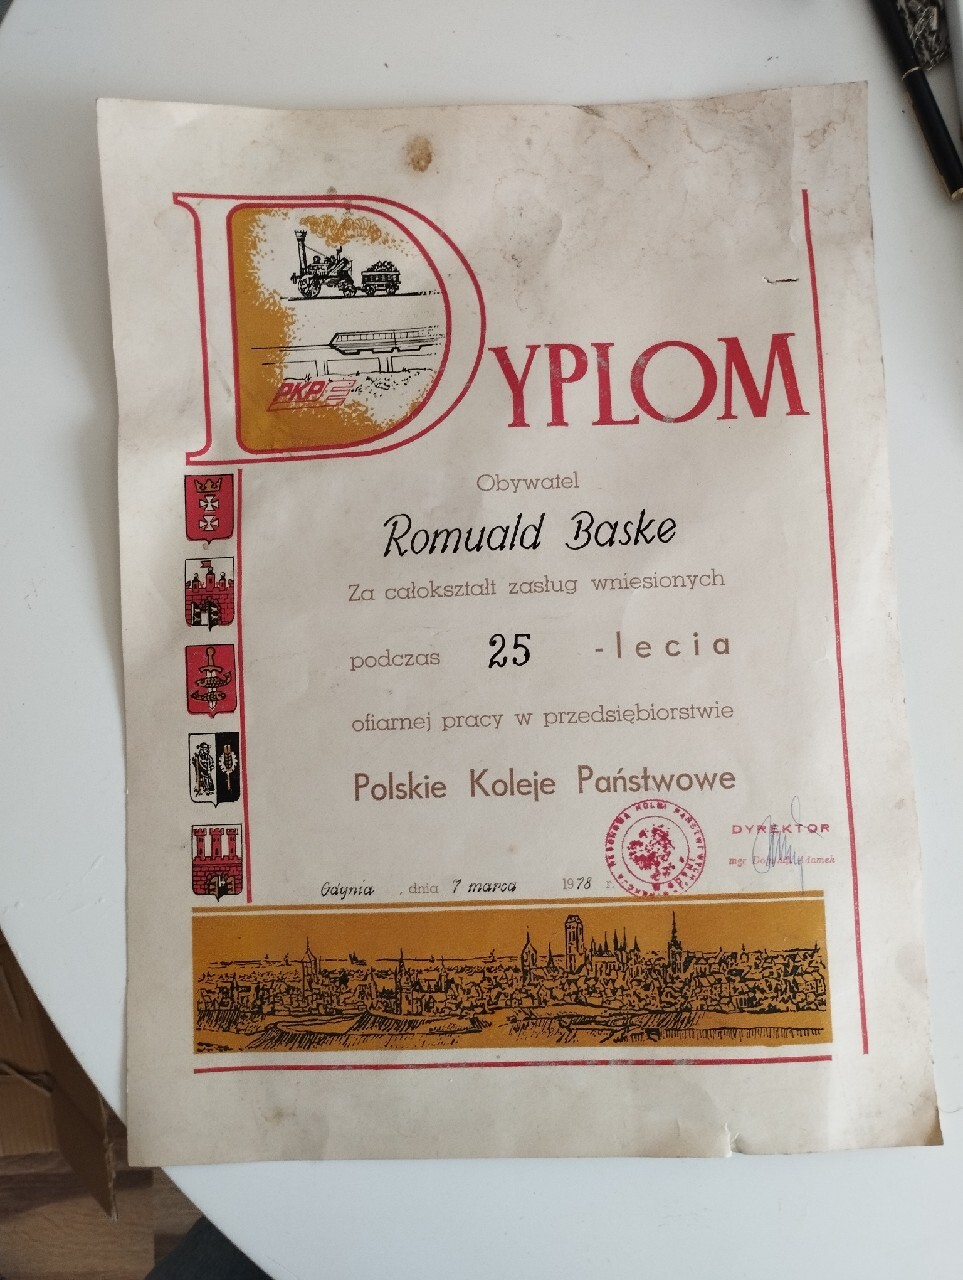 DYPLOM
PKP
Obywatel
Romuald Baske
Za całokształt zasług wniesionych
podczas 25 -lecia
ofiarnej pracy w przedsiębiorstwie
Polskie Koleje Państwowe
DYREKTOR
mgr
Gdynia, dnia 7 marca 1978 r.